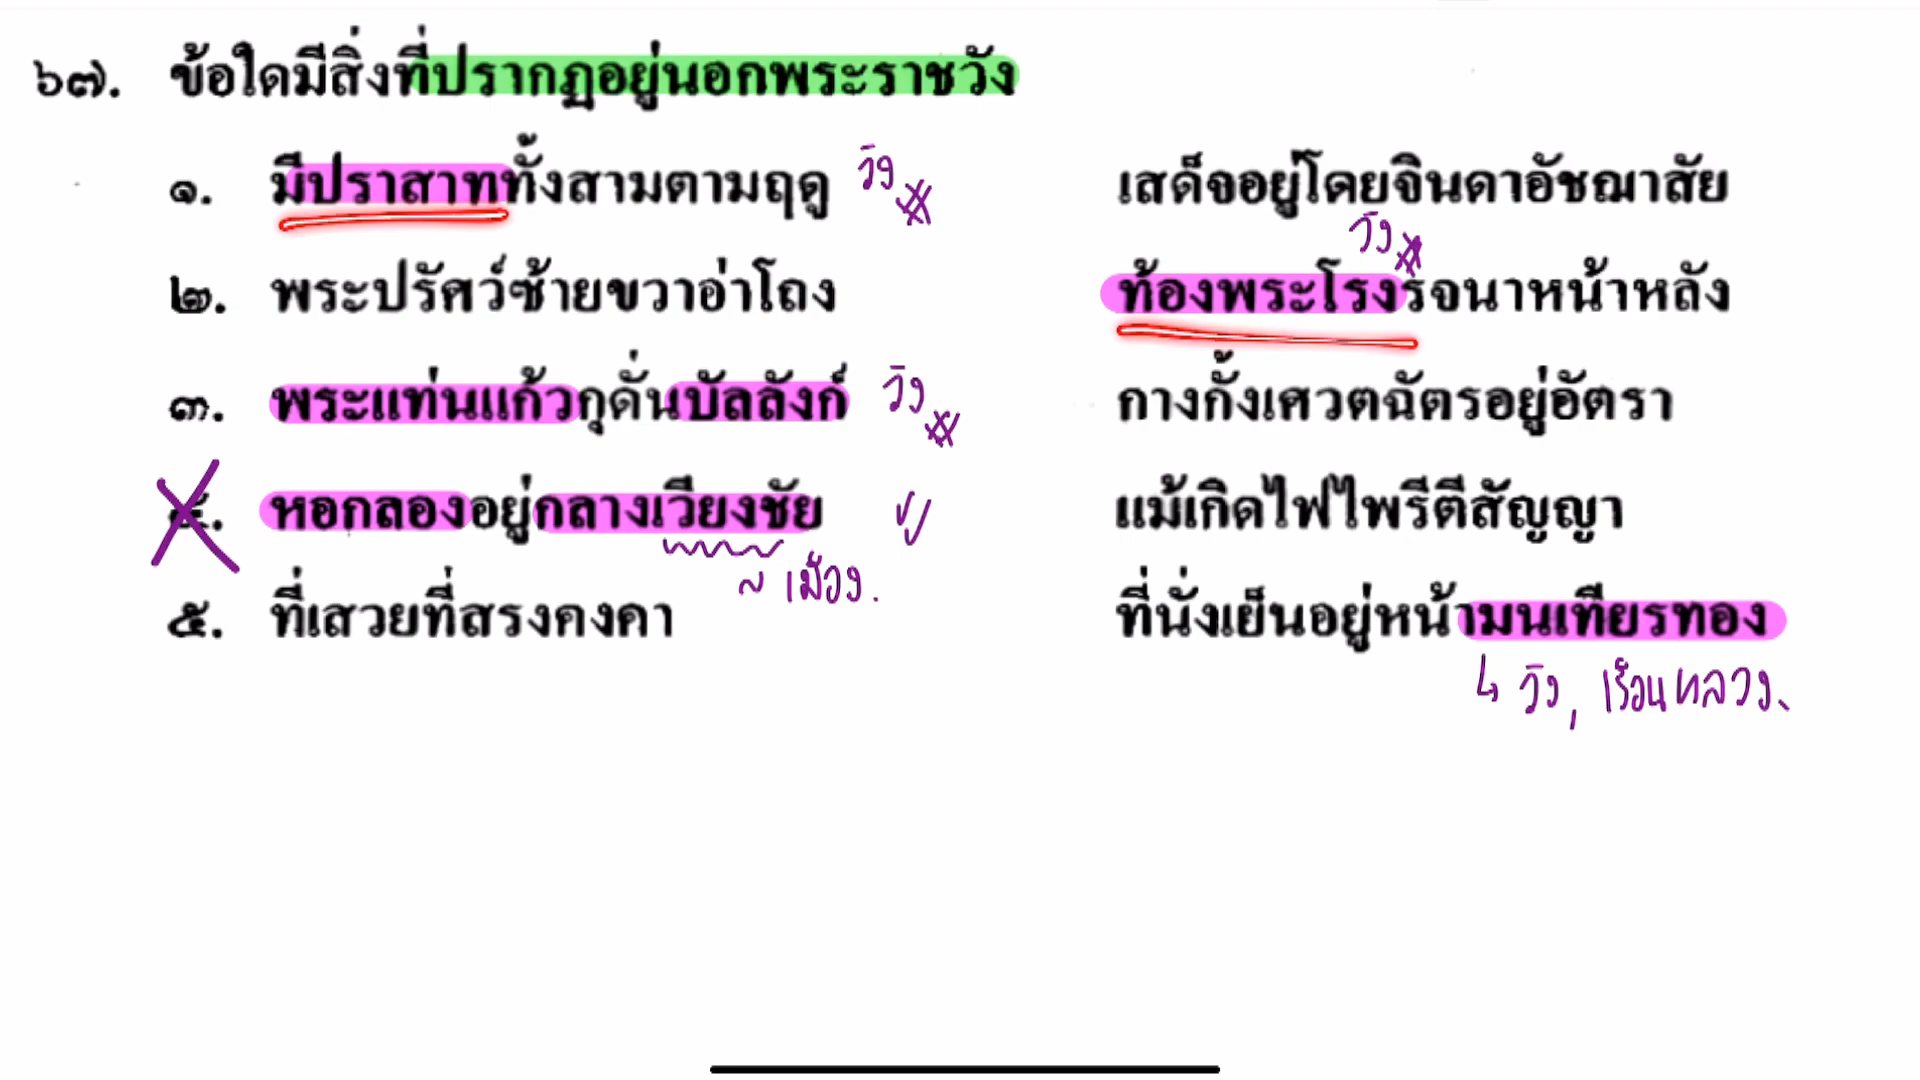 ๖๗. ข้อใดมีสิ่งที่ปรากฏอยู่นอกพระราชวัง
๑. มีปราสาททั้งสามตามฤดู วัง เสด็จอยู่โดยจินดาอัชฌาสัย
วัง
๒. พระปรัศว์ซ้ายขวาอ่าโถง ท้องพระโรงรจนาหน้าหลัง
๓. พระแท่นแก้วกุดั่นบัลลังก์ วัง กางกั้งเศวตฉัตรอยู่อัตรา
๔. หอกลองอยู่กลางเวียงชัย แม้เกิดไฟไพรีตีสัญญา
~ เมือง.
๕. ที่เสวยที่สรงคงคา ที่นั่งเย็นอยู่หน้ามนเทียรทอง
↳ วัง, เรือนหลวง